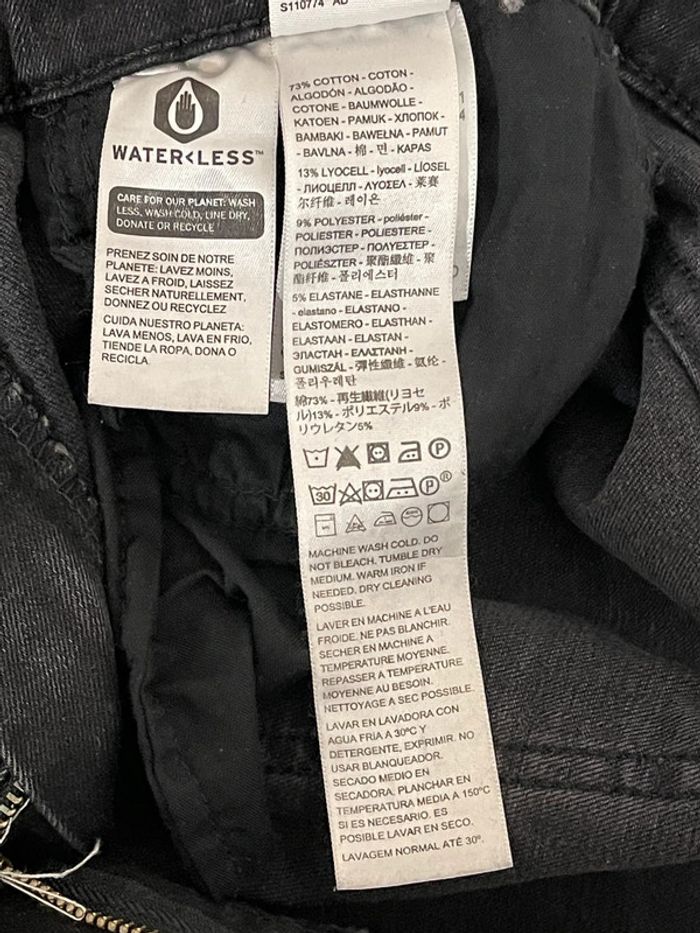 S110774 AD
WATER<LESS™
CARE FOR OUR PLANET: WASH
LESS, WASH COLD, LINE DRY,
DONATE OR RECYCLE
PRENEZ SOIN DE NOTRE
PLANETE: LAVEZ MOINS,
LAVEZ A FROID, LAISSEZ
SECHER NATURELLEMENT,
DONNEZ OU RECYCLEZ
CUIDA NUESTRO PLANETA:
LAVA MENOS, LAVA EN FRIO,
TIENDE LA ROPA, DONA O
RECICLA.
73% COTTON - COTON -
ALGODÓN - ALGODÃO -
COTONE - BAUMWOLLE -
KATOEN - PAMUK - ХЛОПОК -
BAMBAKI - BAWEŁNA - PAMUT
- BAVLNA - 棉 - 면 - KAPAS
13% LYOCELL - lyocell - LÍOSEL
- ЛИОЦЕЛЛ - ΛΥΟΣΕΛ - 莱赛
尔纤维 - 레이온
9% POLYESTER - poliéster -
POLIESTER - POLIESTERE -
ПОЛИЭСТЕР - ΠΟΛΥΕΣΤΕΡ -
POLIÉSZTER - 聚酯纖維 - 聚
酯纤维 - 폴리에스터
5% ELASTANE - ELASTHANNE
- elastano - ELASTANO -
ELASTOMERO - ELASTHAN -
ELASTAAN - ELASTAN -
ЭЛАСТАН - ΕΛΑΣΤΑΝΗ -
GUMISZÁL - 彈性纖維 - 氨纶 -
폴리우레탄
綿73% - 再生繊維(リヨセ
ル)13% - ポリエステル9% - ポ
リウレタン5%
P
30 P ®
MACHINE WASH COLD. DO
NOT BLEACH. TUMBLE DRY
MEDIUM. WARM IRON IF
NEEDED. DRY CLEANING
POSSIBLE.
LAVER EN MACHINE A L'EAU
FROIDE. NE PAS BLANCHIR.
SECHER EN MACHINE A
TEMPERATURE MOYENNE.
REPASSER A TEMPERATURE
MOYENNE AU BESOIN.
NETTOYAGE A SEC POSSIBLE.
LAVAR EN LAVADORA CON
AGUA FRIA A 30ºC Y
DETERGENTE, EXPRIMIR. NO
USAR BLANQUEADOR.
SECADO MEDIO EN
SECADORA. PLANCHAR EN
TEMPERATURA MEDIA A 150ºC
SI ES NECESARIO. ES
POSIBLE LAVAR EN SECO.
LAVAGEM NORMAL ATÉ 30º.